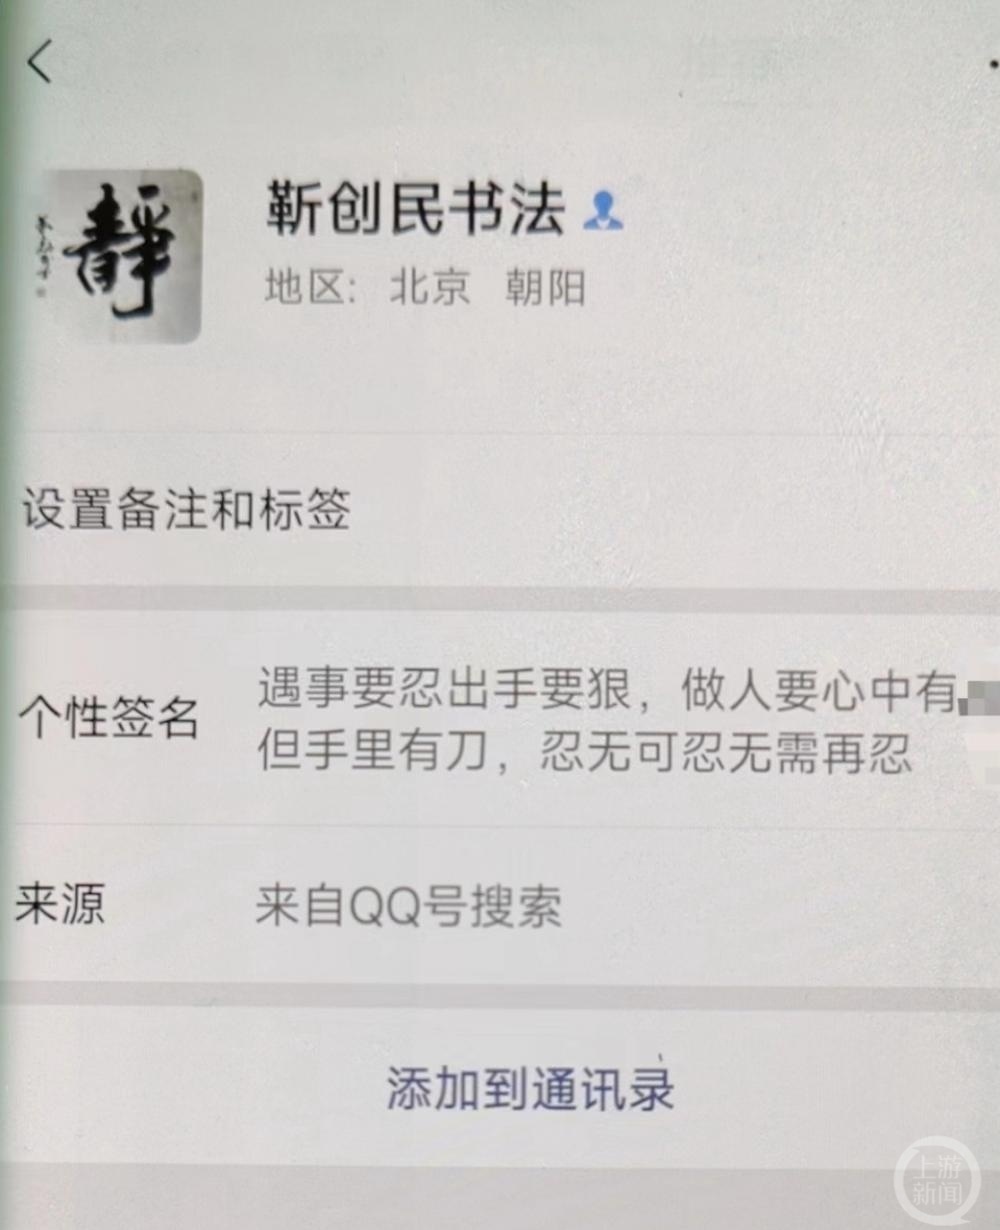 靜
靳创民书法
地区: 北京 朝阳
设置备注和标签
个性签名
遇事要忍出手要狠，做人要心中有
但手里有刀，忍无可忍无需再忍
来源
来自QQ号搜索
添加到通讯录
上游
新闻